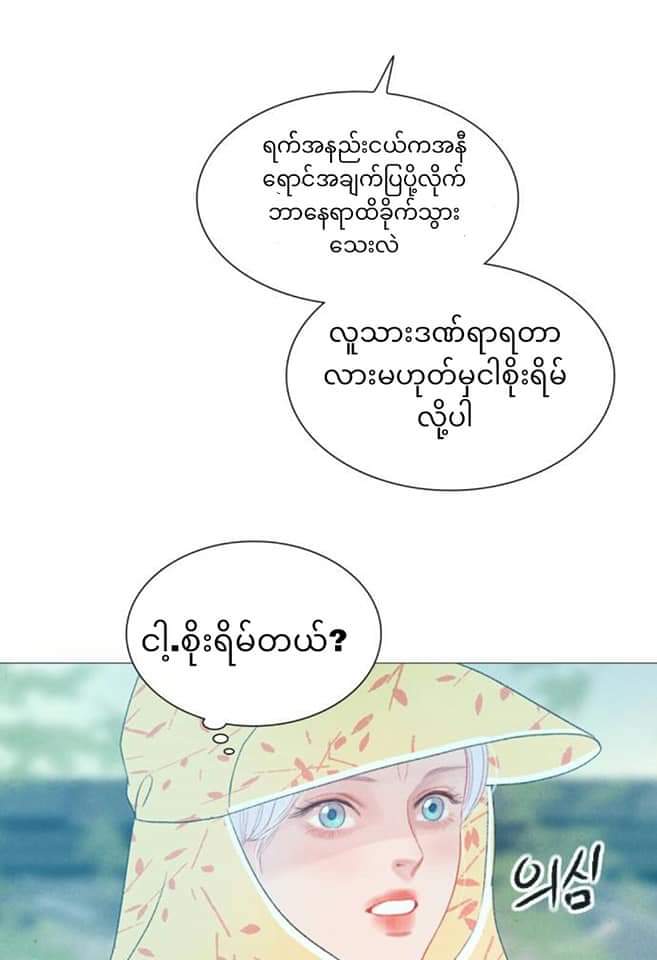 ရက်အနည်းငယ်ကအနီ
ရောင်အချက်ပြပို့လိုက်
ဘာနေရာထိခိုက်သွား
သေးလဲ
လူသားဒဏ်ရာရတာ
လားမဟုတ်မှငါစိုးရိမ်
လို့ပါ
ငါ့.စိုးရိမ်တယ်?
의심